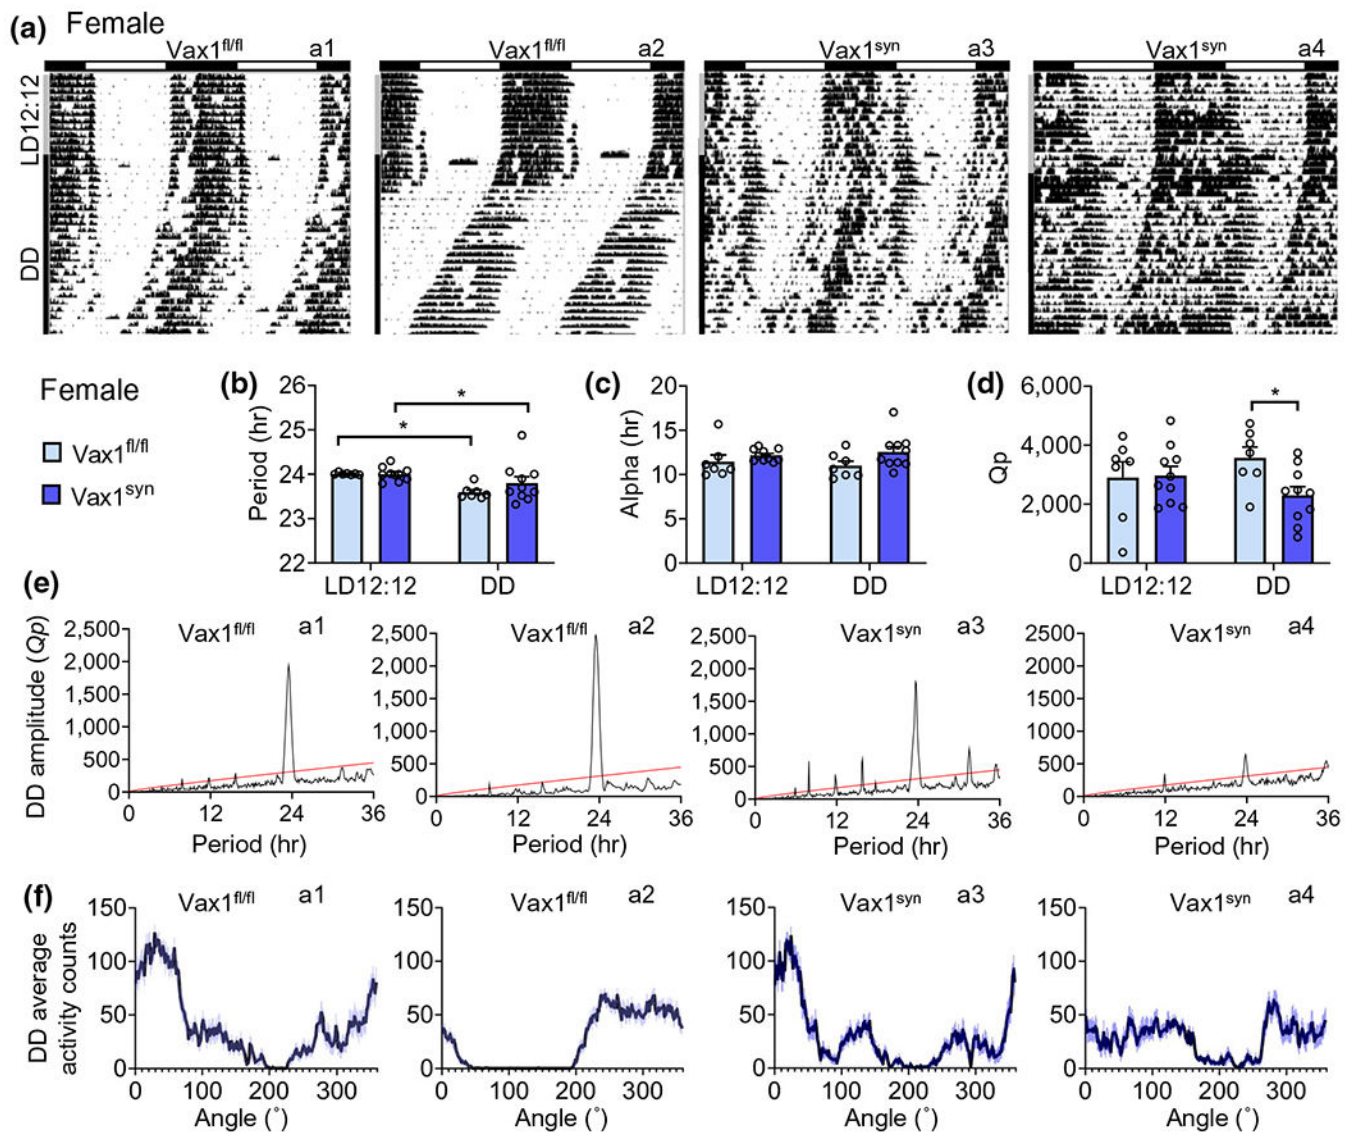 (a) Female
Vax1fl/fl a1 Vax1fl/fl a2 Vax1syn a3 Vax1syn a4
LD12:12
DD
Female
Vax1fl/fl
Vax1syn
(b)
Period (hr)
26
25
24
23
22
* *
LD12:12 DD
(c)
Alpha (hr)
20
15
10
5
0
LD12:12 DD
(d)
Qp
6,000
4,000
2,000
0
*
LD12:12 DD
(e)
DD amplitude (Qp)
Vax1fl/fl a1
2,500
2,000
1,500
1,000
500
0
0 12 24 36
Period (hr)
Vax1fl/fl a2
2500
2000
1500
1000
500
0
0 12 24 36
Period (hr)
Vax1syn a3
2,500
2,000
1,500
1,000
500
0
0 12 24 36
Period (hr)
Vax1syn a4
2500
2000
1500
1000
500
0
0 12 24 36
Period (hr)
(f)
DD average
activity counts
Vax1fl/fl a1
150
100
50
0
0 100 200 300
Angle (°)
Vax1fl/fl a2
150
100
50
0
0 100 200 300
Angle (°)
Vax1syn a3
150
100
50
0
0 100 200 300
Angle (°)
Vax1syn a4
150
100
50
0
0 100 200 300
Angle (°)